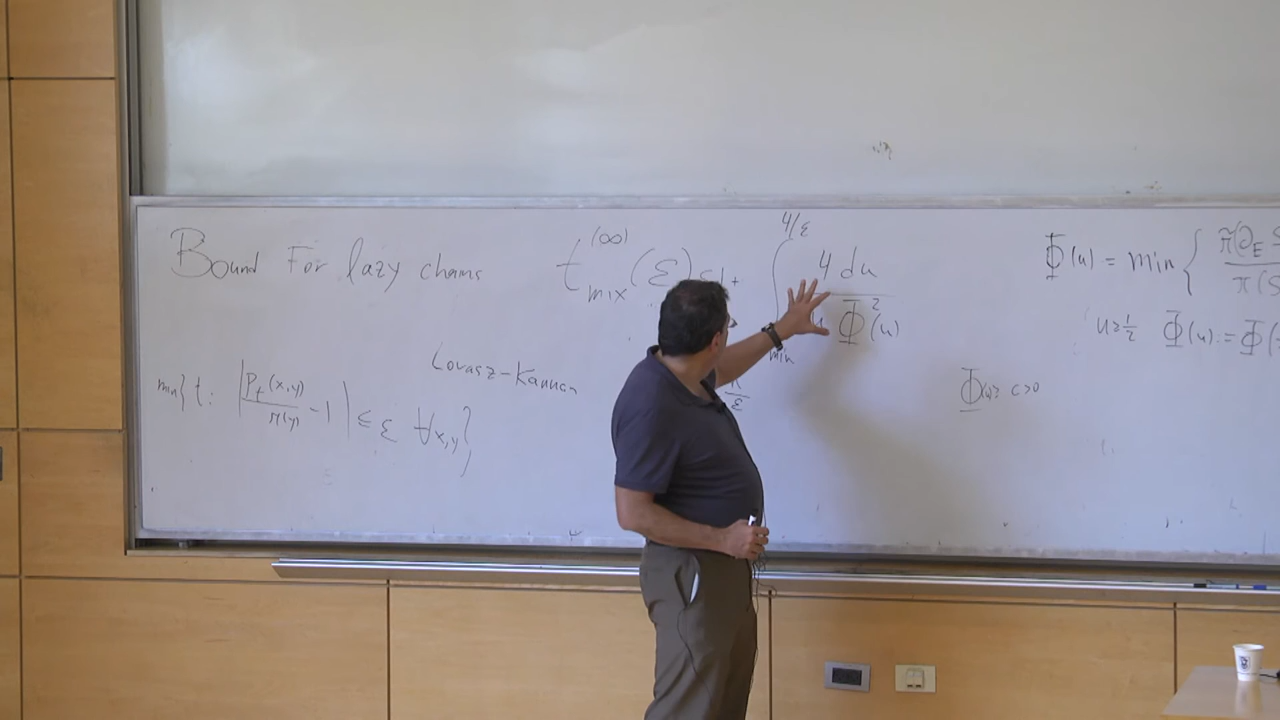 Bound For lazy chains
t_mix^(∞) (ε) ≤ 1+ ∫^{4/ε} 4 du / Φ²(u)
min
Lovasz-Kannan
min{t: |P_t(x,y)/π(y) - 1| ≤ ε ∀x,y}
ε
Φ(u) = min { π(∂_E S / π(S
u≥1/2 Φ(u) := Φ(
Φ(u)≥ c>0